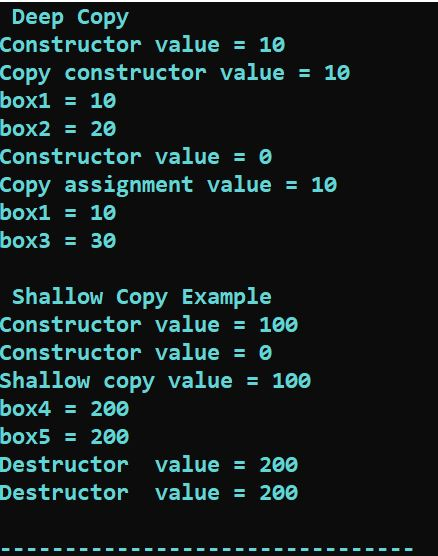 Deep Copy
Constructor value = 10
Copy constructor value = 10
box1 = 10
box2 = 20
Constructor value = 0
Copy assignment value = 10
box1 = 10
box3 = 30

Shallow Copy Example
Constructor value = 100
Constructor value = 0
Shallow copy value = 100
box4 = 200
box5 = 200
Destructor  value = 200
Destructor  value = 200

--------------------------------